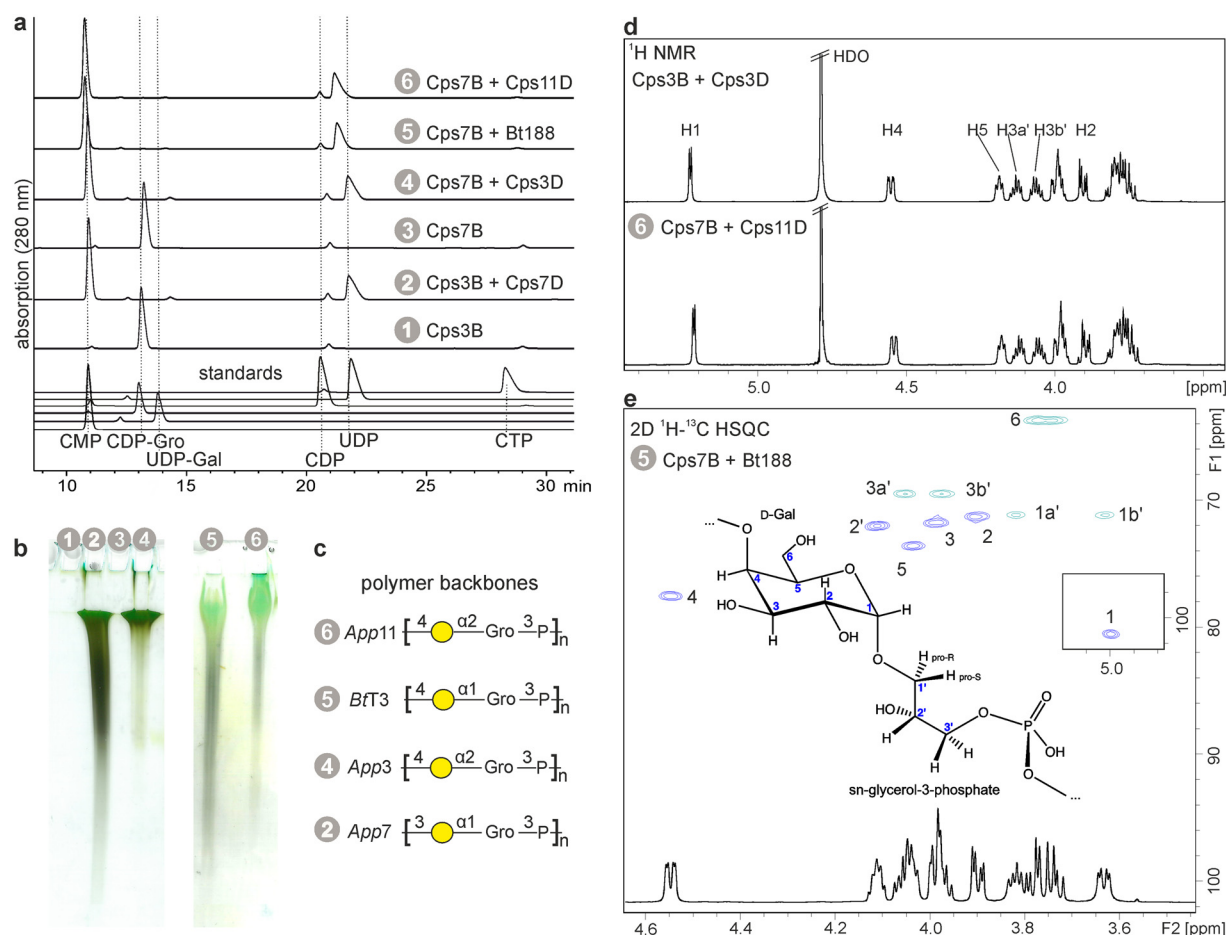 a
absorption (280 nm)
6 Cps7B + Cps11D
5 Cps7B + Bt188
4 Cps7B + Cps3D
3 Cps7B
2 Cps3B + Cps7D
1 Cps3B
standards
CMP CDP-Gro UDP CTP
UDP-Gal CDP
10 15 20 25 30 min
b
1 2 3 4 5 6
c
polymer backbones
6 App11 [ 4 α2 Gro 3 P ]n
5 BtT3 [ 4 α1 Gro 3 P ]n
4 App3 [ 4 α2 Gro 3 P ]n
2 App7 [ 3 α1 Gro 3 P ]n
d
1H NMR
Cps3B + Cps3D
HDO
H1 H4 H5 H3a' H3b' H2
6 Cps7B + Cps11D
5.0 4.5 4.0 [ppm]
e
2D 1H-13C HSQC
5 Cps7B + Bt188
6
3a' 3b' 1a' 1b'
2' 3 2
5
4
1
100
5.0
D-Gal
...
O
OH
6
H
4
5
O
H
HO
3
2
1
H
H
OH
O
H pro-R
H pro-S
1'
HO
2'
O
O
H
3'
P
OH
H
H
O
...
sn-glycerol-3-phosphate
F1 [ppm]
70
80
90
100
4.6 4.4 4.2 4.0 3.8 3.6 F2 [ppm]